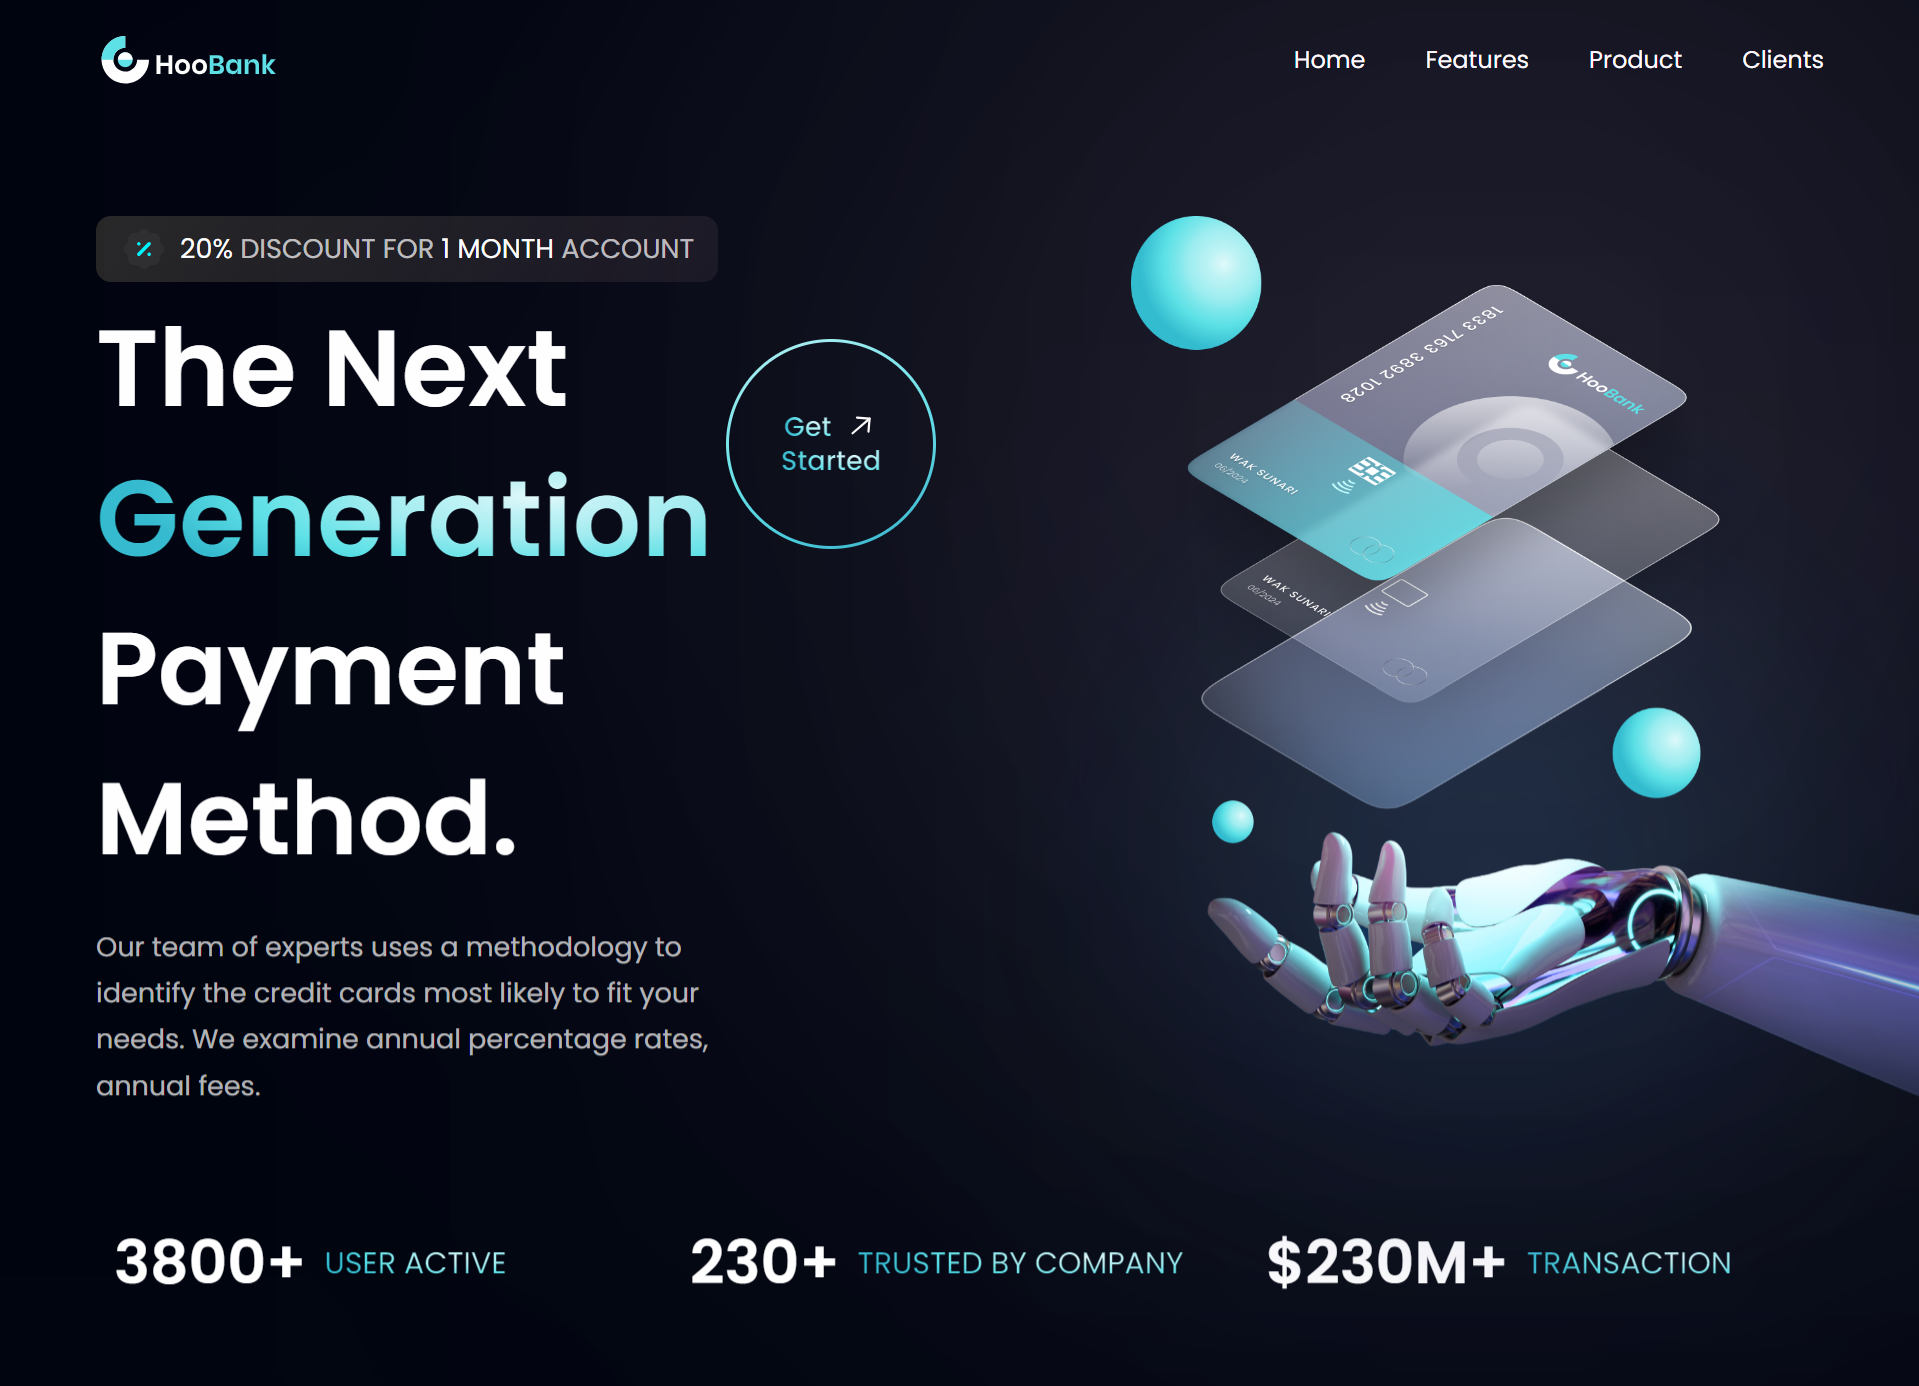 HooBank
Home Features Product Clients
20% DISCOUNT FOR 1 MONTH ACCOUNT
The Next
Generation
Payment
Method.
Get
Started
Our team of experts uses a methodology to
identify the credit cards most likely to fit your
needs. We examine annual percentage rates,
annual fees.
1833 7163 3892 1028
HooBank
WAK SUNARI
06/2024
WAK SUNARI
06/2024
3800+ USER ACTIVE
230+ TRUSTED BY COMPANY
$230M+ TRANSACTION